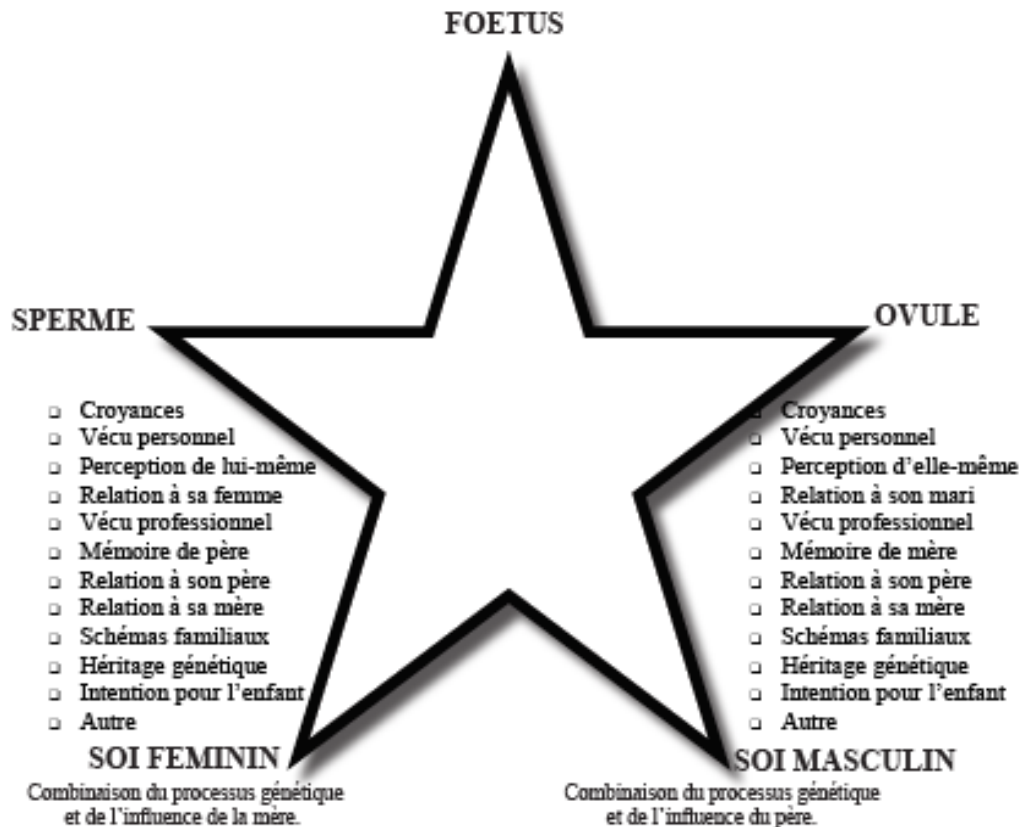 FOETUS
SPERME
OVULE
❑ Croyances
❑ Vécu personnel
❑ Perception de lui-même
❑ Relation à sa femme
❑ Vécu professionnel
❑ Mémoire de père
❑ Relation à son père
❑ Relation à sa mère
❑ Schémas familiaux
❑ Héritage génétique
❑ Intention pour l'enfant
❑ Autre
❑ Croyances
❑ Vécu personnel
❑ Perception d'elle-même
❑ Relation à son mari
❑ Vécu professionnel
❑ Mémoire de mère
❑ Relation à son père
❑ Relation à sa mère
❑ Schémas familiaux
❑ Héritage génétique
❑ Intention pour l'enfant
❑ Autre
SOI FEMININ
Combinaison du processus génétique
et de l'influence de la mère.
SOI MASCULIN
Combinaison du processus génétique
et de l'influence du père.